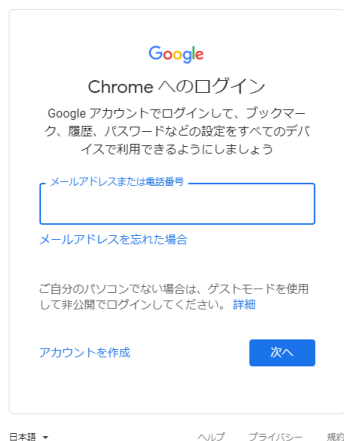 Google
Chrome へのログイン
Google アカウントでログインして、ブックマー
ク、履歴、パスワードなどの設定をすべてのデバ
イスで利用できるようにしましょう
メールアドレスまたは電話番号
メールアドレスを忘れた場合
ご自分のパソコンでない場合は、ゲストモードを使用
して非公開でログインしてください。 詳細
アカウントを作成 次へ
日本語 ヘルプ プライバシー 規約